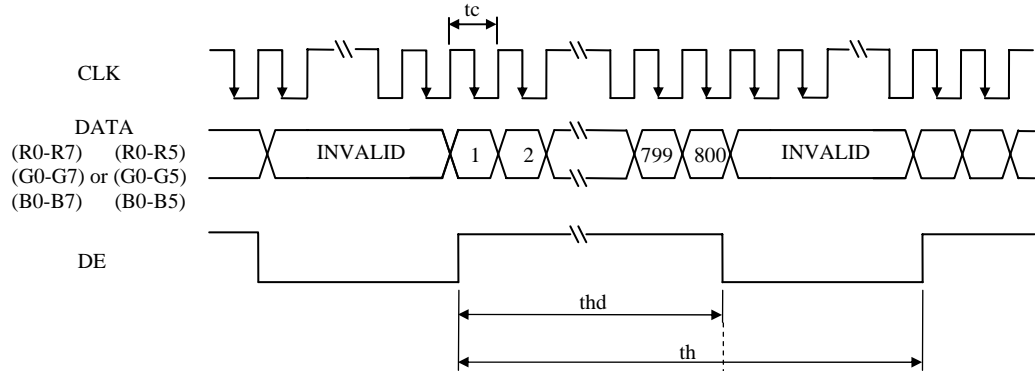 tc
CLK
DATA
(R0-R7) (R0-R5)
(G0-G7) or (G0-G5)
(B0-B7) (B0-B5)
INVALID 1 2 799 800 INVALID
DE
thd
th